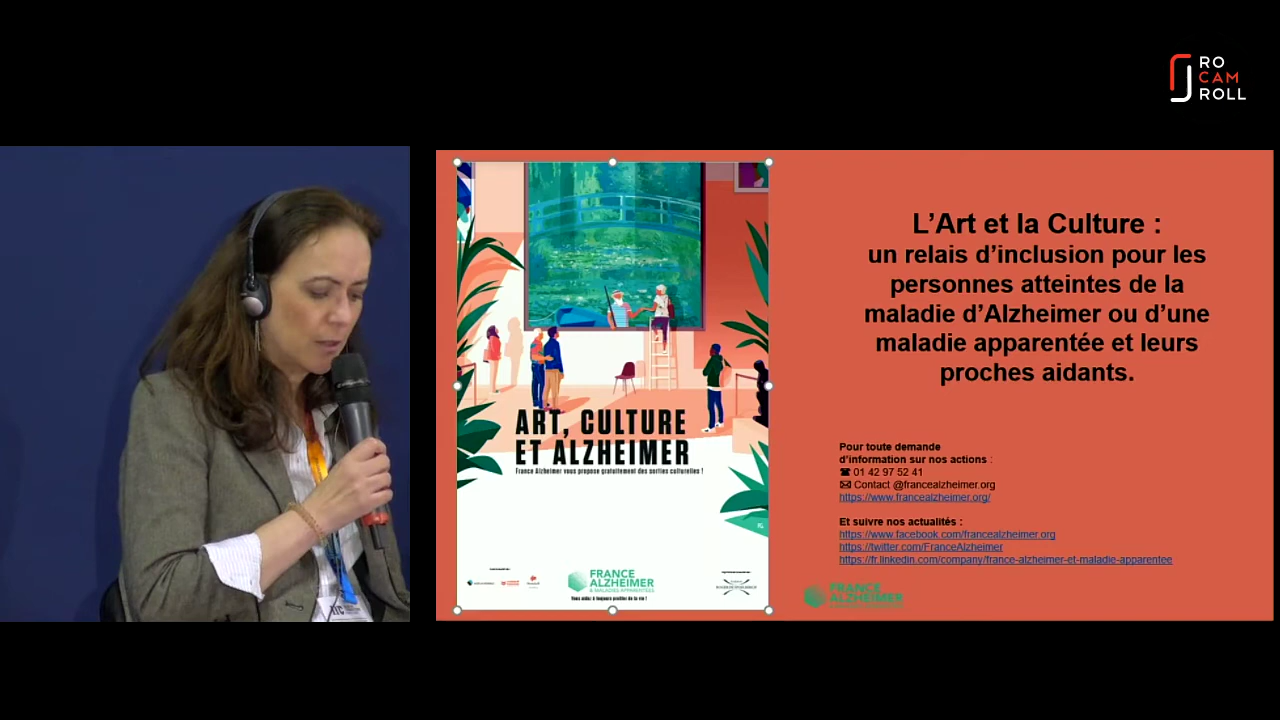 RO
CAM
ROLL
L’Art et la Culture :
un relais d’inclusion pour les
personnes atteintes de la
maladie d’Alzheimer ou d’une
maladie apparentée et leurs
proches aidants.
ART, CULTURE
ET ALZHEIMER
France Alzheimer vous propose gratuitement des sorties culturelles !
FRANCE
ALZHEIMER
& MALADIES APPARENTÉES
Vous aidez à toujours profiter de la vie !
Pour toute demande
d’information sur nos actions :
☎ 01 42 97 52 41
✉ Contact @francealzheimer.org
https://www.francealzheimer.org/
Et suivre nos actualités :
https://www.facebook.com/francealzheimer.org
https://twitter.com/FranceAlzheimer
https://fr.linkedin.com/company/france-alzheimer-et-maladie-apparentee
FRANCE
ALZHEIMER